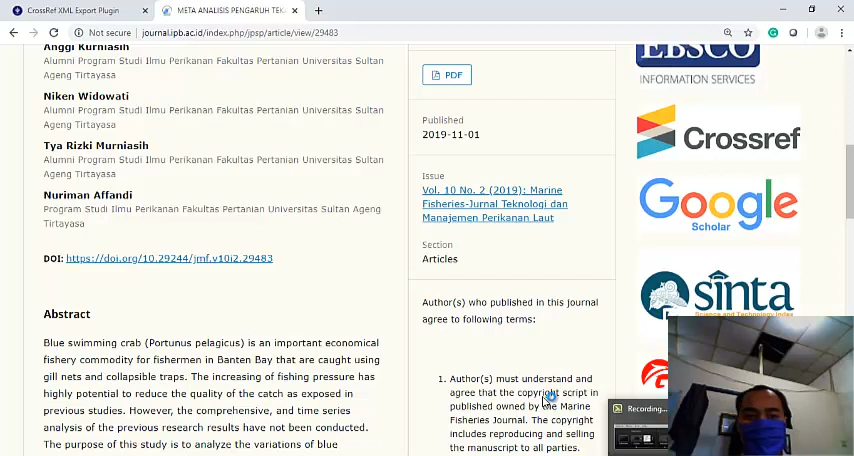 CrossRef XML Export Plugin
META ANALISIS PENGARUH TEK
Not secure | journal.ipb.ac.id/index.php/jpsp/article/view/29483
Anggi Kurniasih
Alumni Program Studi Ilmu Perikanan Fakultas Pertanian Universitas Sultan
Ageng Tirtayasa
Niken Widowati
Alumni Program Studi Ilmu Perikanan Fakultas Pertanian Universitas Sultan
Ageng Tirtayasa
Tya Rizki Murniasih
Alumni Program Studi Ilmu Perikanan Fakultas Pertanian Universitas Sultan
Ageng Tirtayasa
Nuriman Affandi
Program Studi Ilmu Perikanan Fakultas Pertanian Universitas Sultan Ageng
Tirtayasa
DOI: https://doi.org/10.29244/jmf.v10i2.29483
Abstract
Blue swimming crab (Portunus pelagicus) is an important economical
fishery commodity for fishermen in Banten Bay that are caught using
gill nets and collapsible traps. The increasing of fishing pressure has
highly potential to reduce the quality of the catch as exposed in
previous studies. However, the comprehensive, and time series
analysis of the previous research results have not been conducted.
The purpose of this study is to analyze the variations of blue
PDF
Published
2019-11-01
Issue
Vol. 10 No. 2 (2019): Marine
Fisheries-Jurnal Teknologi dan
Manajemen Perikanan Laut
Section
Articles
Author(s) who published in this journal
agree to following terms:
1. Author(s) must understand and
agree that the copyright script in
published owned by the Marine
Fisheries Journal. The copyright
includes reproducing and selling
the manuscript to all parties.
EBSCO
INFORMATION SERVICES
Crossref
Google
Scholar
sinta
Science and Technology Index
Recording...